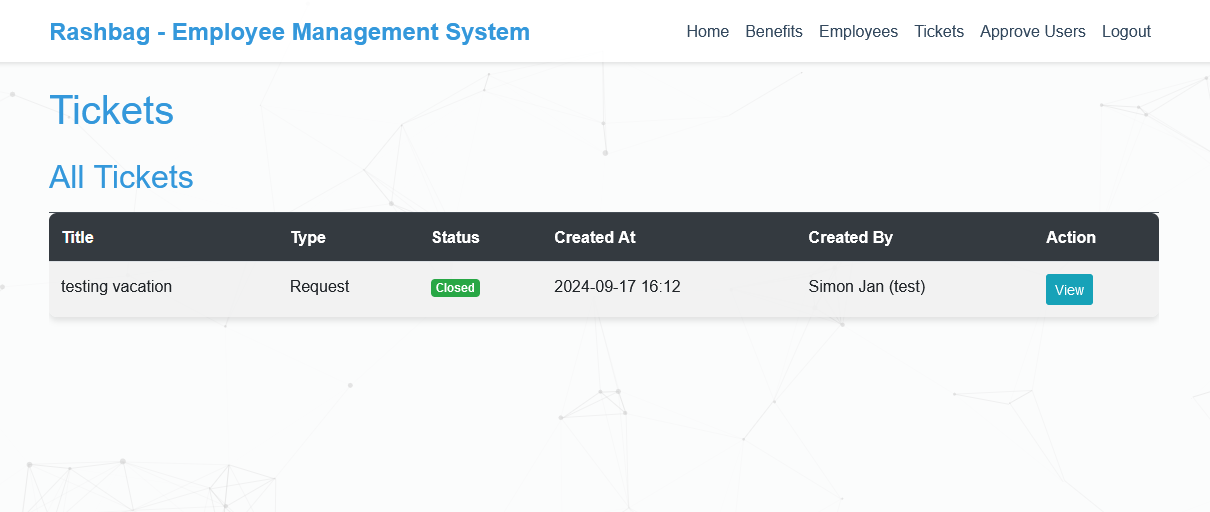 Rashbag - Employee Management System Home Benefits Employees Tickets Approve Users Logout
Tickets
All Tickets
Title Type Status Created At Created By Action
testing vacation Request Closed 2024-09-17 16:12 Simon Jan (test) View